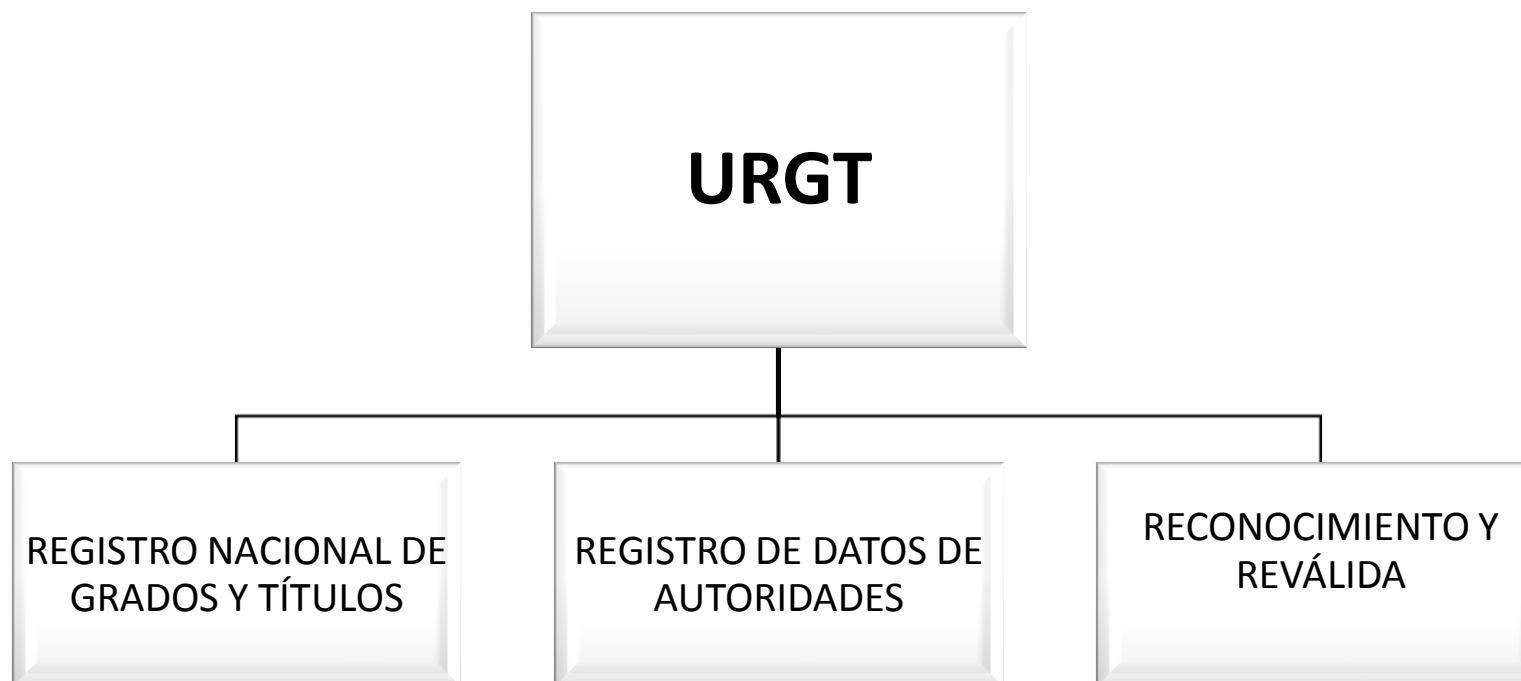 URGT
REGISTRO NACIONAL DE
GRADOS Y TÍTULOS
REGISTRO DE DATOS DE
AUTORIDADES
RECONOCIMIENTO Y
REVÁLIDA